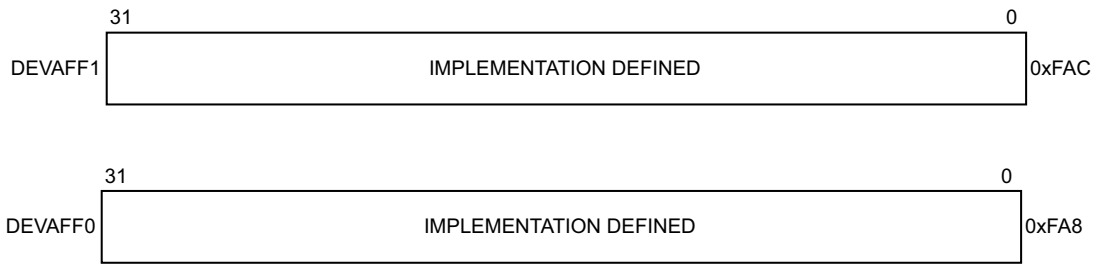 31 0
DEVAFF1 IMPLEMENTATION DEFINED 0xFAC
31 0
DEVAFF0 IMPLEMENTATION DEFINED 0xFA8